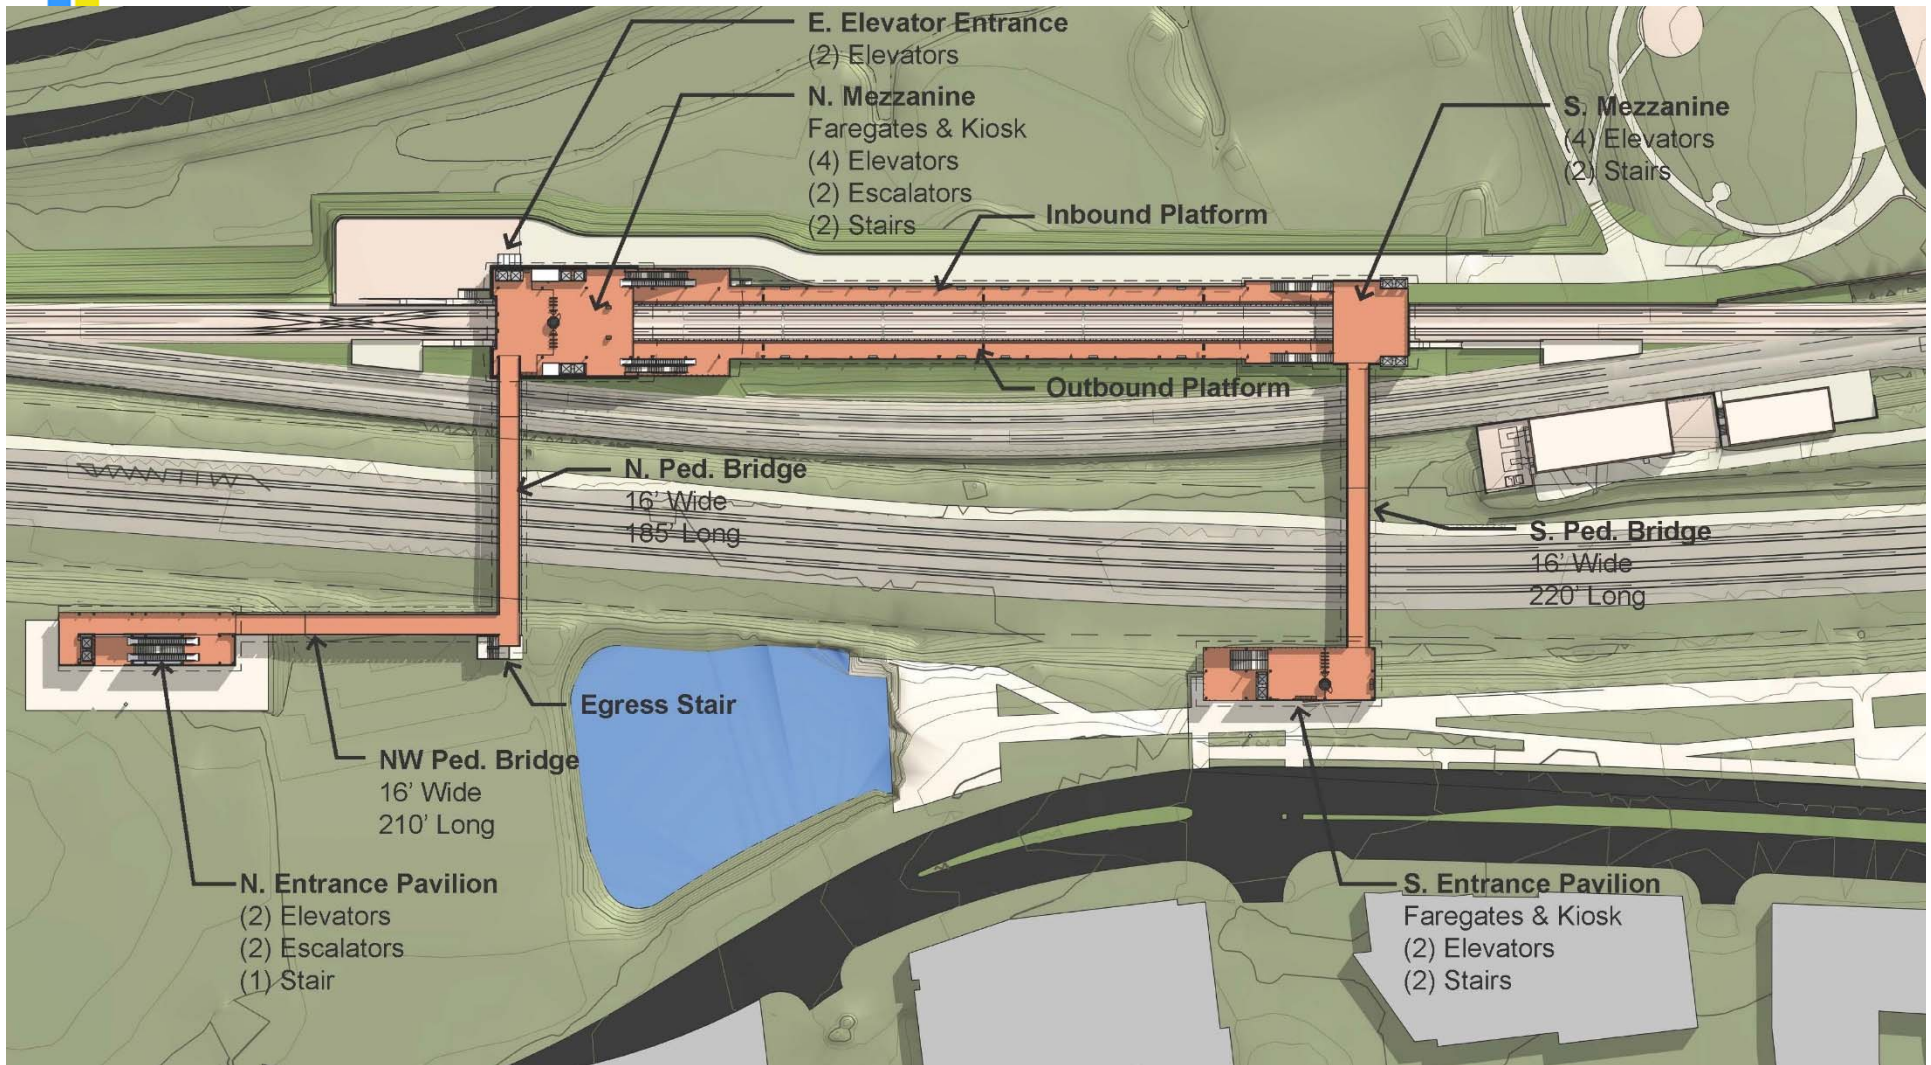 E. Elevator Entrance
(2) Elevators
N. Mezzanine
Faregates & Kiosk
(4) Elevators
(2) Escalators
(2) Stairs
S. Mezzanine
(4) Elevators
(2) Stairs
Inbound Platform
Outbound Platform
N. Ped. Bridge
16' Wide
185' Long
S. Ped. Bridge
16' Wide
220' Long
Egress Stair
NW Ped. Bridge
16' Wide
210' Long
N. Entrance Pavilion
(2) Elevators
(2) Escalators
(1) Stair
S. Entrance Pavilion
Faregates & Kiosk
(2) Elevators
(2) Stairs